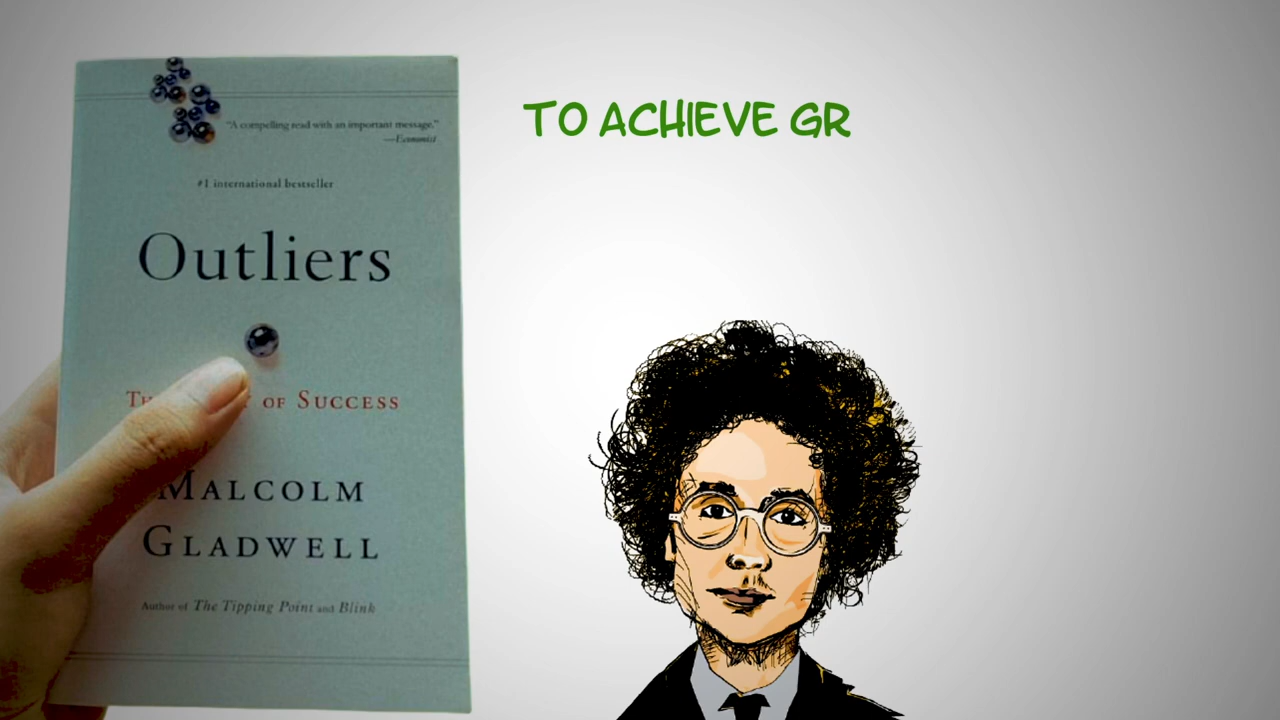 "A compelling read with an important message."
—Economist
#1 international bestseller
Outliers
of Success
Malcolm
Gladwell
Author of The Tipping Point and Blink
TO ACHIEVE GR